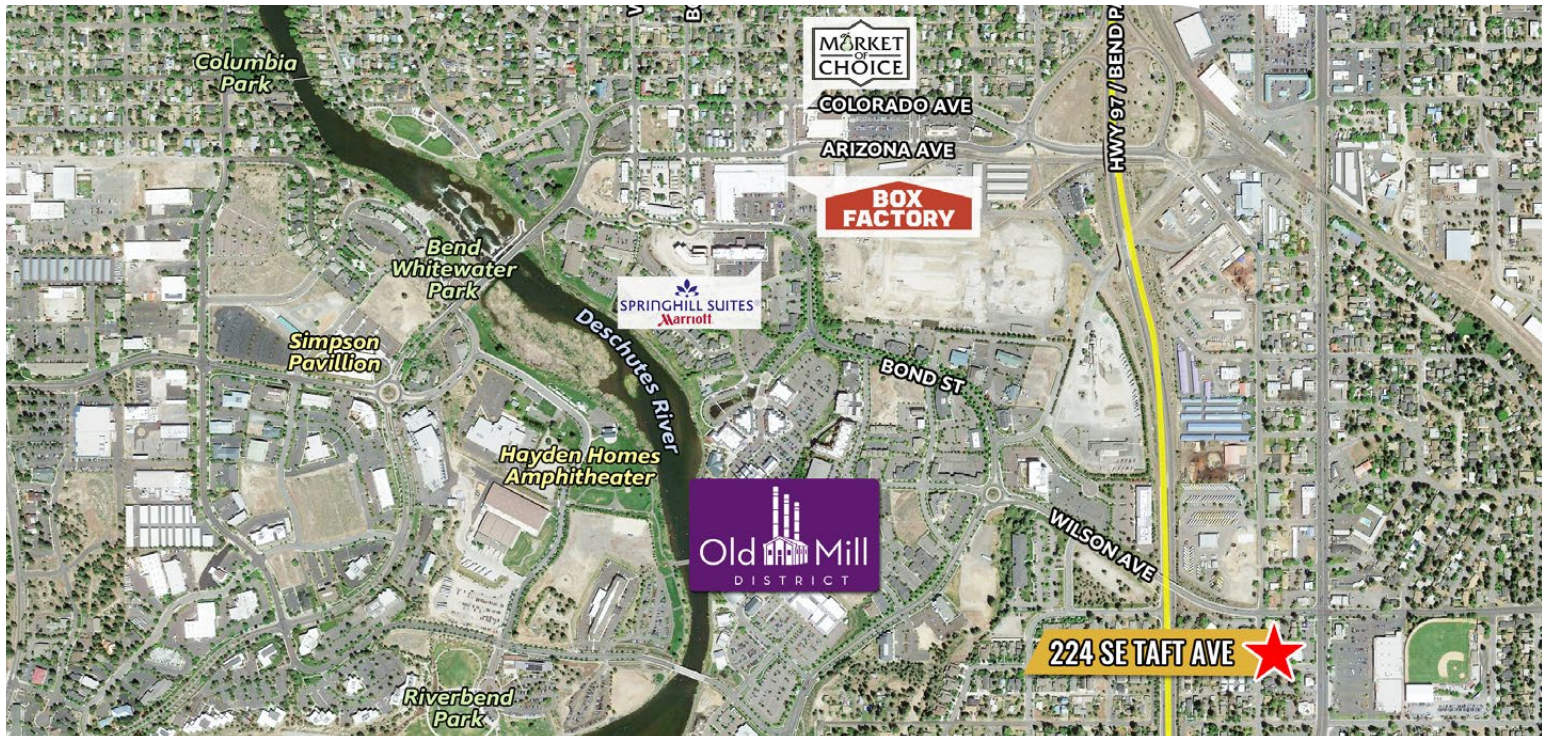 Columbia
Park
MARKET
OF
CHOICE
COLORADO AVE
ARIZONA AVE
HWY 97 / BEND P
BOX
FACTORY
Bend
Whitewater
Park
SPRINGHILL SUITES
Marriott
Simpson
Pavillion
Deschutes River
BOND ST
Hayden Homes
Amphitheater
Old Mill
DISTRICT
WILSON AVE
224 SE TAFT AVE
Riverbend
Park